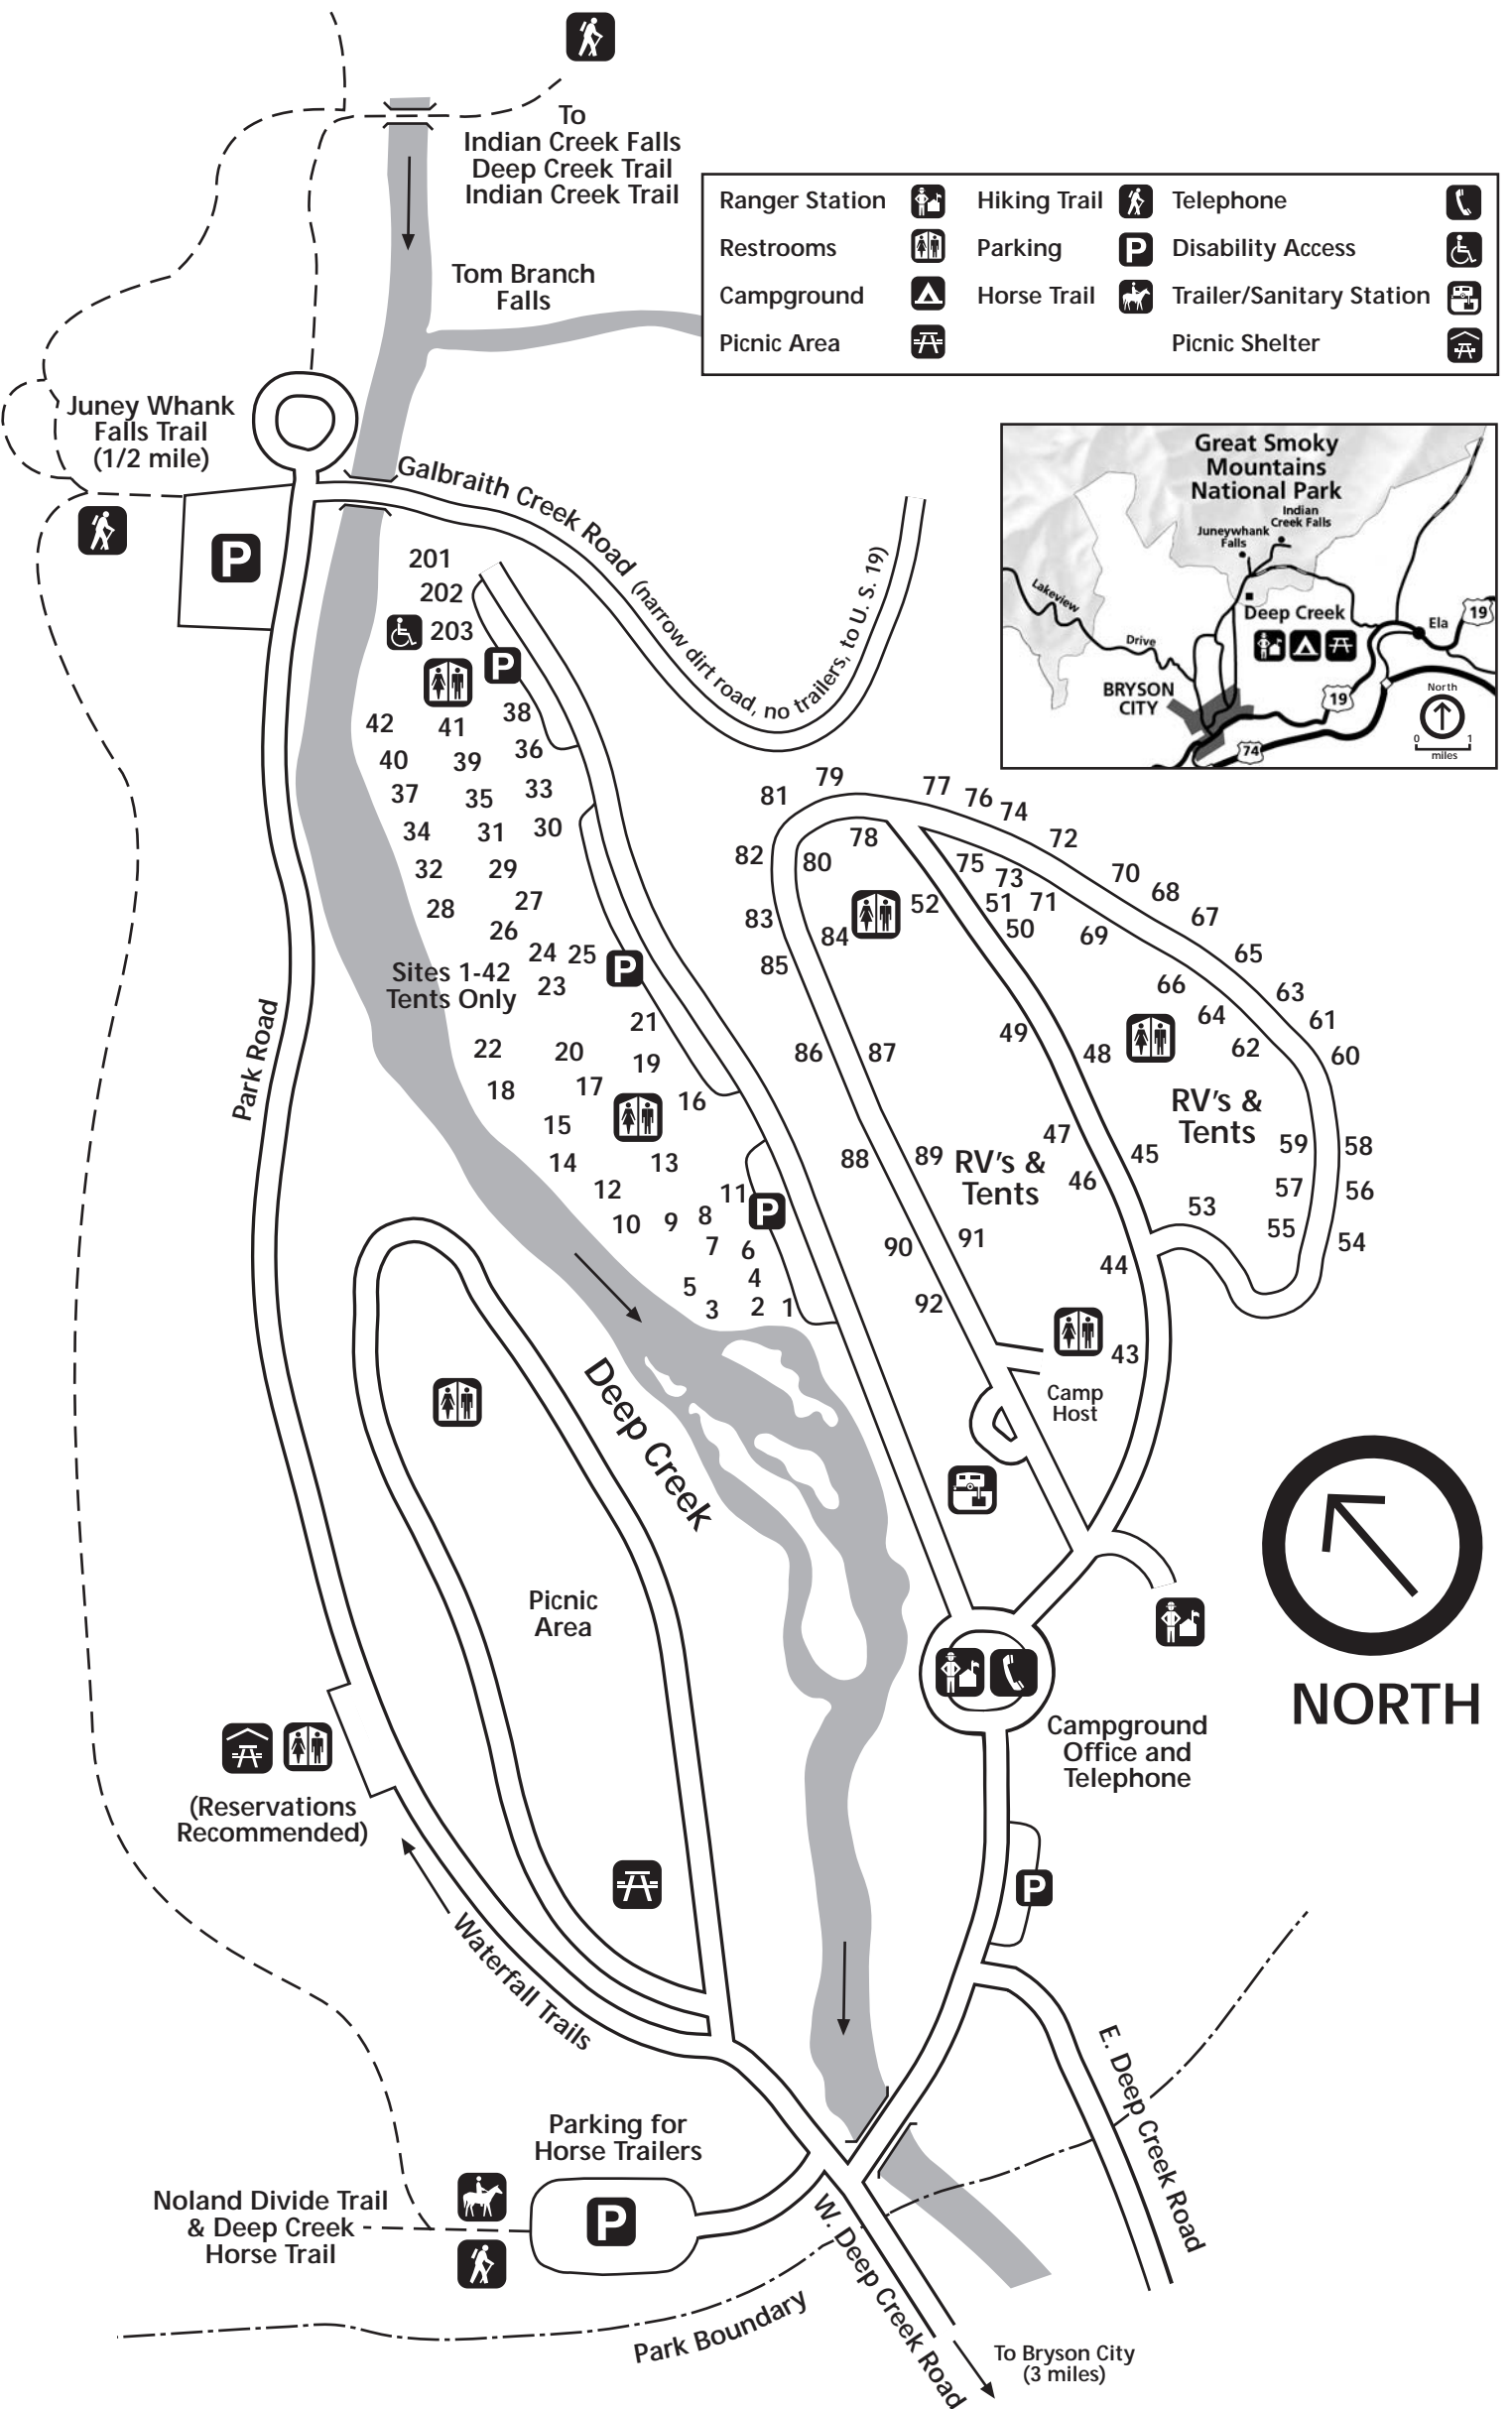 To
Indian Creek Falls
Deep Creek Trail
Indian Creek Trail
Ranger Station
Hiking Trail
Telephone
Restrooms
Parking
P
Disability Access
Campground
Horse Trail
Trailer/Sanitary Station
Picnic Area
Picnic Shelter
Tom Branch
Falls
Juney Whank
Falls Trail
(1/2 mile)
P
Galbraith Creek Road (narrow dirt road, no trailers, to U. S. 19)
Great Smoky
Mountains
National Park
Indian
Creek Falls
Juneywhank
Falls
Lakeview
Drive
Deep Creek
Ela
19
BRYSON
CITY
19
74
North
0 1
miles
201
202
203
P
38
42
41
36
40
39
37
35
33
34
31
30
32
29
28
27
26
24
25
P
Sites 1-42
Tents Only
23
21
22
20
19
18
17
16
15
14
13
12
11
P
10
9
8
7
6
5
4
3
2
1
81
79
77
76
74
72
82
80
78
75
73
70
68
83
84
52
51
71
50
69
67
85
65
66
63
64
61
62
60
86
87
49
48
RV's &
Tents
47
45
59
58
88
89
RV's &
Tents
46
57
56
53
55
54
90
91
44
92
43
Camp
Host
Park Road
Deep Creek
Picnic
Area
NORTH
Campground
Office and
Telephone
P
(Reservations
Recommended)
Waterfall Trails
E. Deep Creek Road
Parking for
Horse Trailers
P
Noland Divide Trail
& Deep Creek
Horse Trail
W. Deep Creek Road
Park Boundary
To Bryson City
(3 miles)